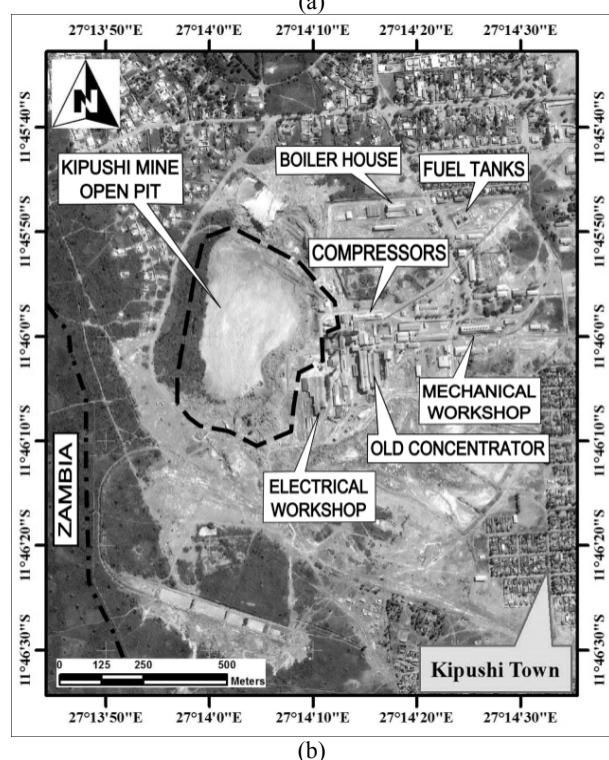 (a)
27°13'50"E 27°14'0"E 27°14'10"E 27°14'20"E 27°14'30"E
N
11°45'40"S
11°45'40"S
KIPUSHI MINE
OPEN PIT
BOILER HOUSE
FUEL TANKS
11°45'50"S
11°45'50"S
COMPRESSORS
11°46'0"S
11°46'0"S
MECHANICAL
WORKSHOP
OLD CONCENTRATOR
11°46'10"S
11°46'10"S
ELECTRICAL
WORKSHOP
ZAMBIA
11°46'20"S
11°46'20"S
11°46'30"S
11°46'30"S
0 125 250 500
Meters
Kipushi Town
27°13'50"E 27°14'0"E 27°14'10"E 27°14'20"E 27°14'30"E
(b)